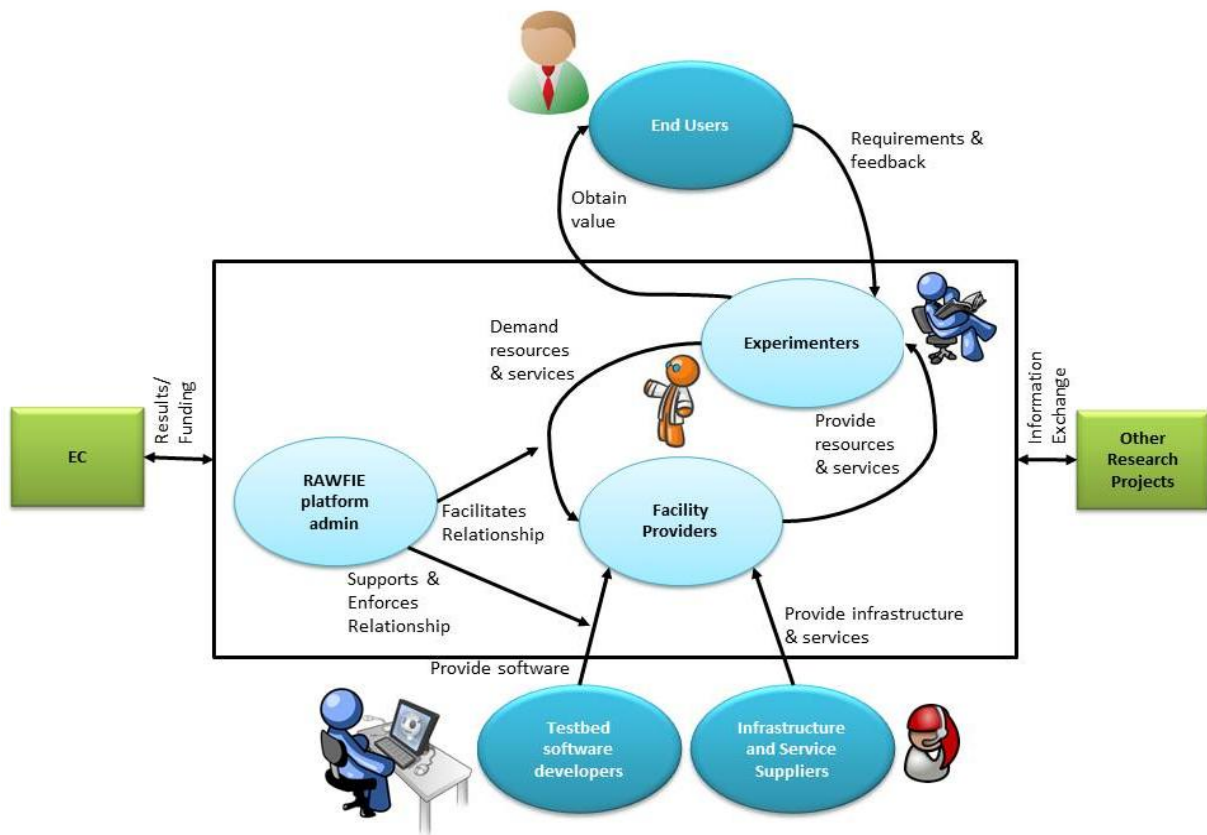 End Users
Requirements &
feedback
Obtain
value
Demand
resources
& services
Experimenters
Results/
Funding
EC
Information
Exchange
Other
Research
Projects
Provide
resources
& services
RAWFIE
platform
admin
Facilitates
Relationship
Facility
Providers
Supports &
Enforces
Relationship
Provide infrastructure
& services
Provide software
Testbed
software
developers
Infrastructure
and Service
Suppliers